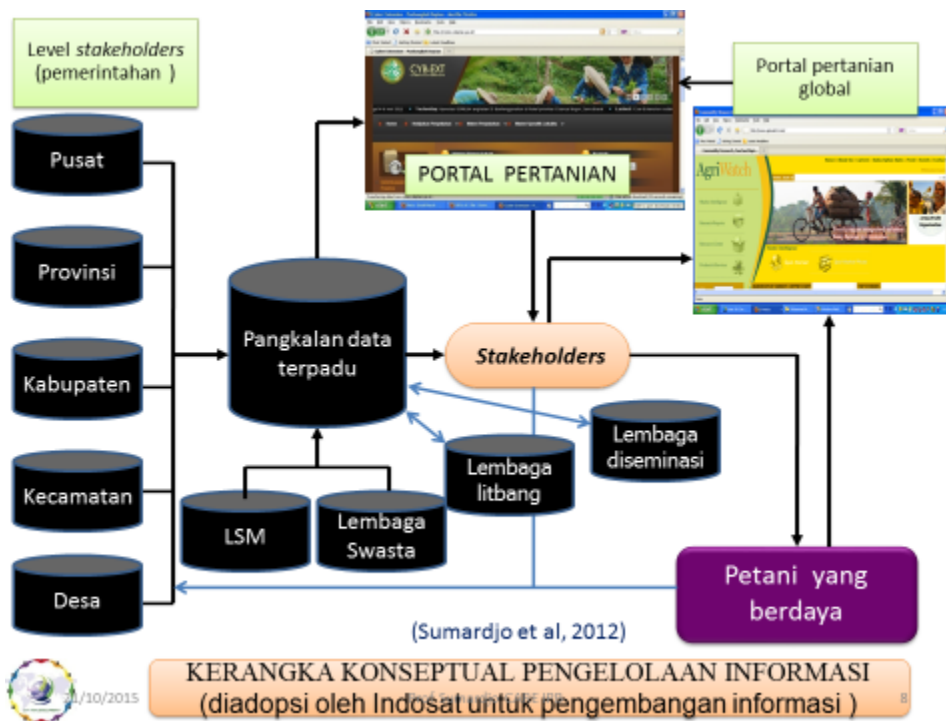 Level stakeholders
(pemerintahan )
Portal pertanian
global
CYB-EXT
PORTAL PERTANIAN
AgriWatch
Pusat
Provinsi
Kabupaten
Kecamatan
Desa
Pangkalan data
terpadu
Stakeholders
LSM
Lembaga
Swasta
Lembaga
litbang
Lembaga
diseminasi
Petani yang
berdaya
(Sumardjo et al, 2012)
KERANGKA KONSEPTUAL PENGELOLAAN INFORMASI
(diadopsi oleh Indosat untuk pengembangan informasi )
21/10/2015
8